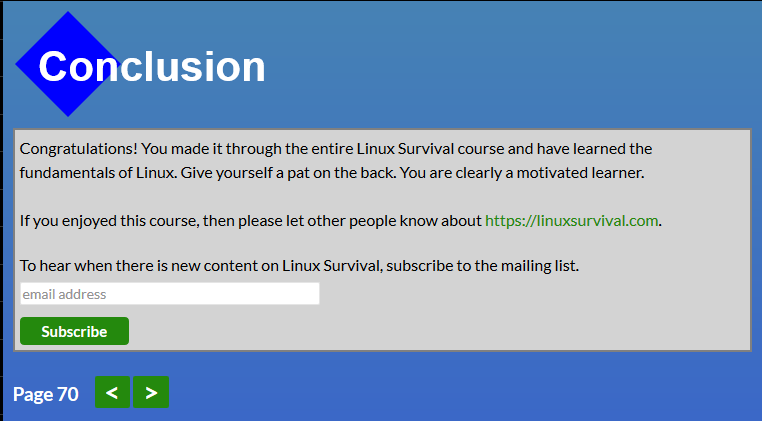 Conclusion
Congratulations! You made it through the entire Linux Survival course and have learned the
fundamentals of Linux. Give yourself a pat on the back. You are clearly a motivated learner.
If you enjoyed this course, then please let other people know about https://linuxsurvival.com.
To hear when there is new content on Linux Survival, subscribe to the mailing list.
email address
Subscribe
Page 70 < >